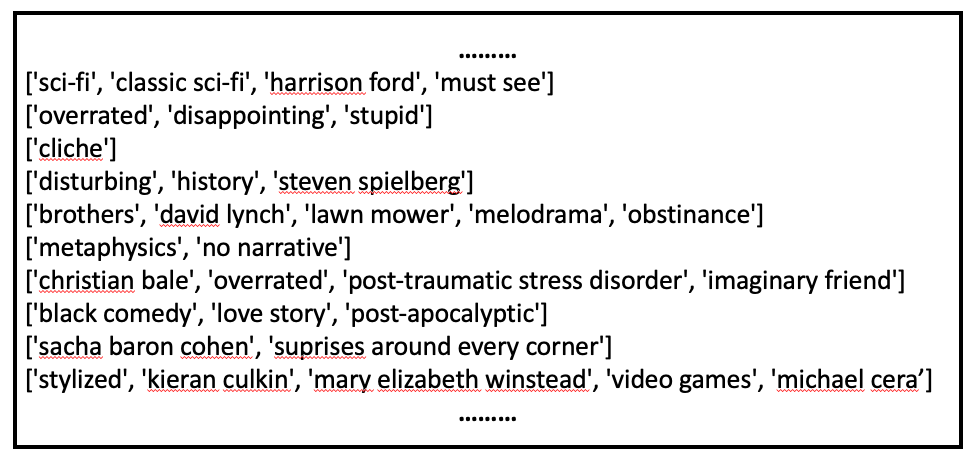 .........
['sci-fi', 'classic sci-fi', 'harrison ford', 'must see']
['overrated', 'disappointing', 'stupid']
['cliche']
['disturbing', 'history', 'steven spielberg']
['brothers', 'david lynch', 'lawn mower', 'melodrama', 'obstinance']
['metaphysics', 'no narrative']
['christian bale', 'overrated', 'post-traumatic stress disorder', 'imaginary friend']
['black comedy', 'love story', 'post-apocalyptic']
['sacha baron cohen', 'suprises around every corner']
['stylized', 'kieran culkin', 'mary elizabeth winstead', 'video games', 'michael cera’]
.........